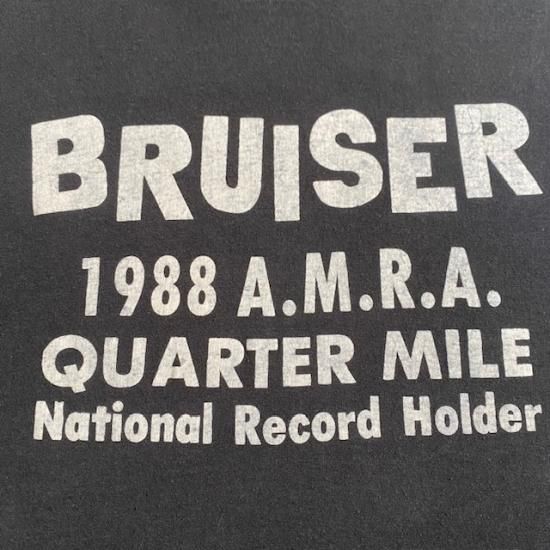 BRUISER
1988 A.M.R.A.
QUARTER MILE
National Record Holder